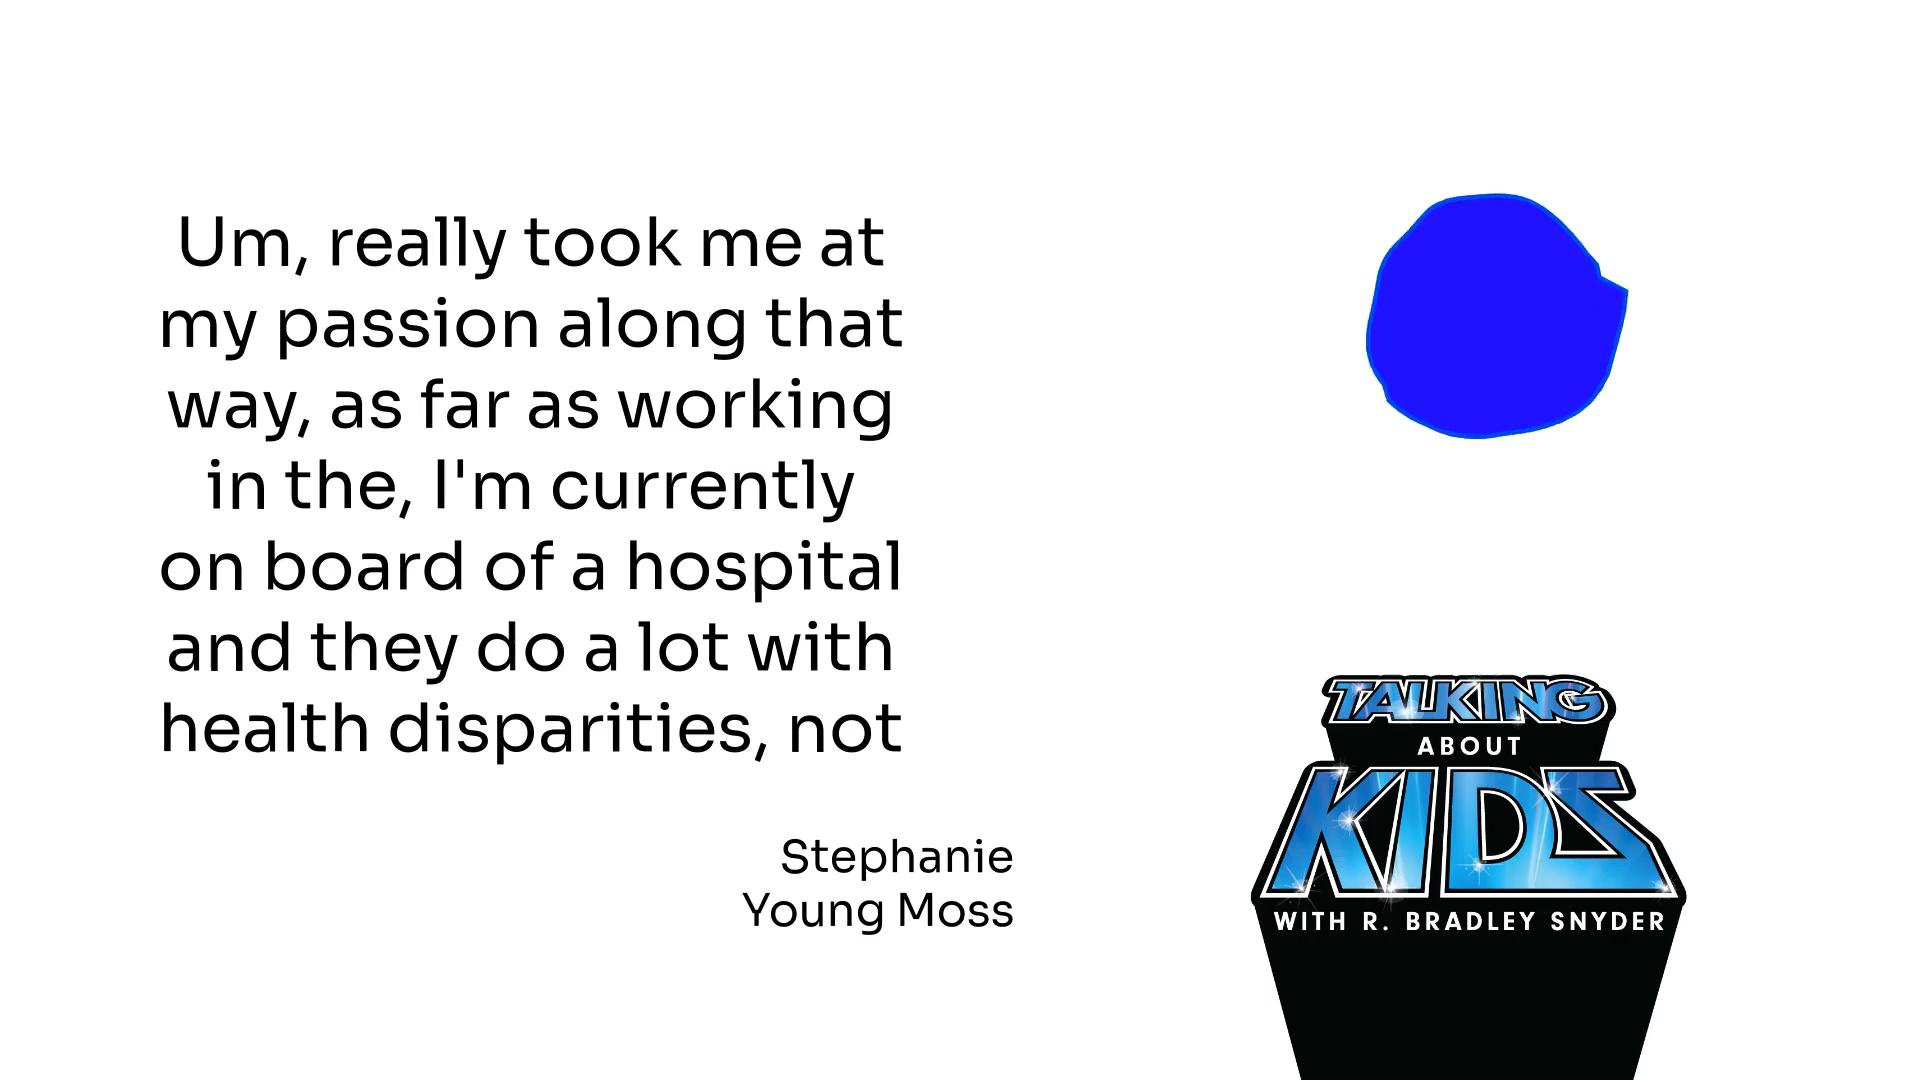 Um, really took me at
my passion along that
way, as far as working
in the, I'm currently
on board of a hospital
and they do a lot with
health disparities, not
Stephanie
Young Moss
TALKING
ABOUT
KIDS
WITH R. BRADLEY SNYDER